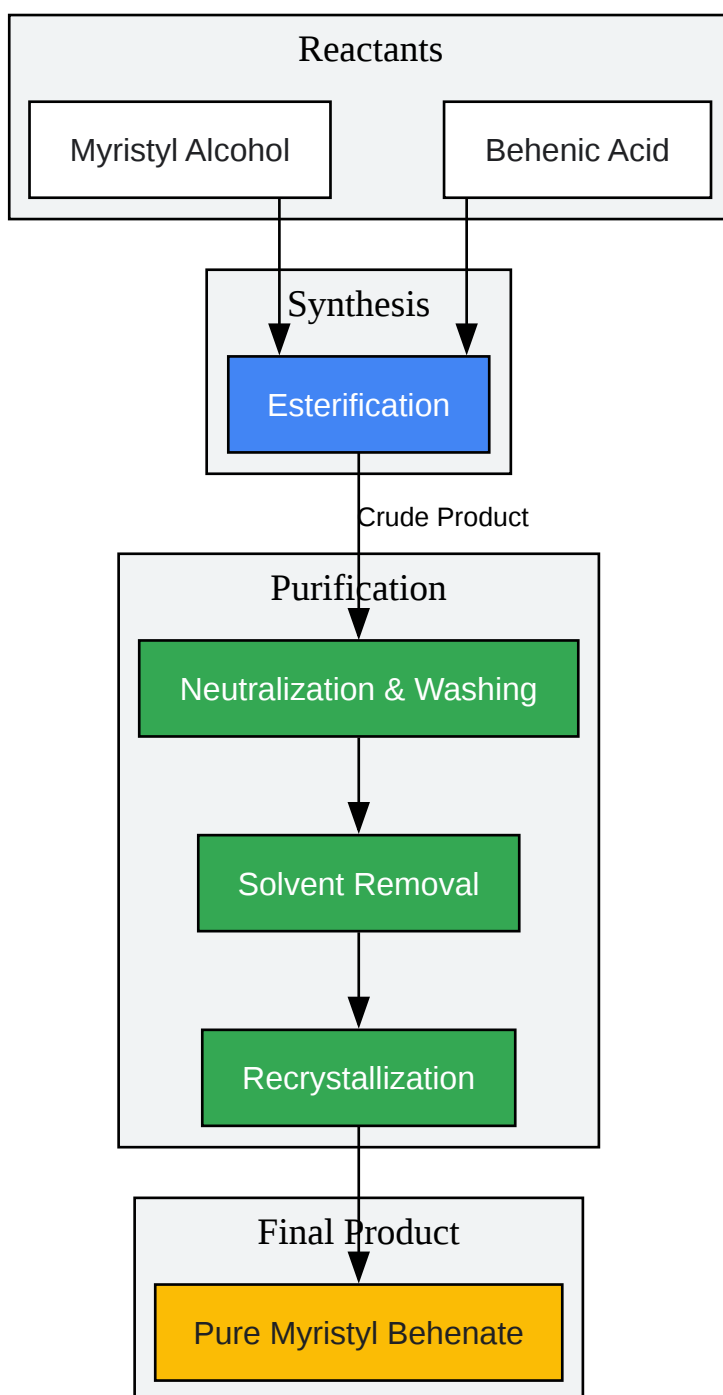 Reactants
Myristyl Alcohol
Behenic Acid
Synthesis
Esterification
Crude Product
Purification
Neutralization & Washing
Solvent Removal
Recrystallization
Final Product
Pure Myristyl Behenate